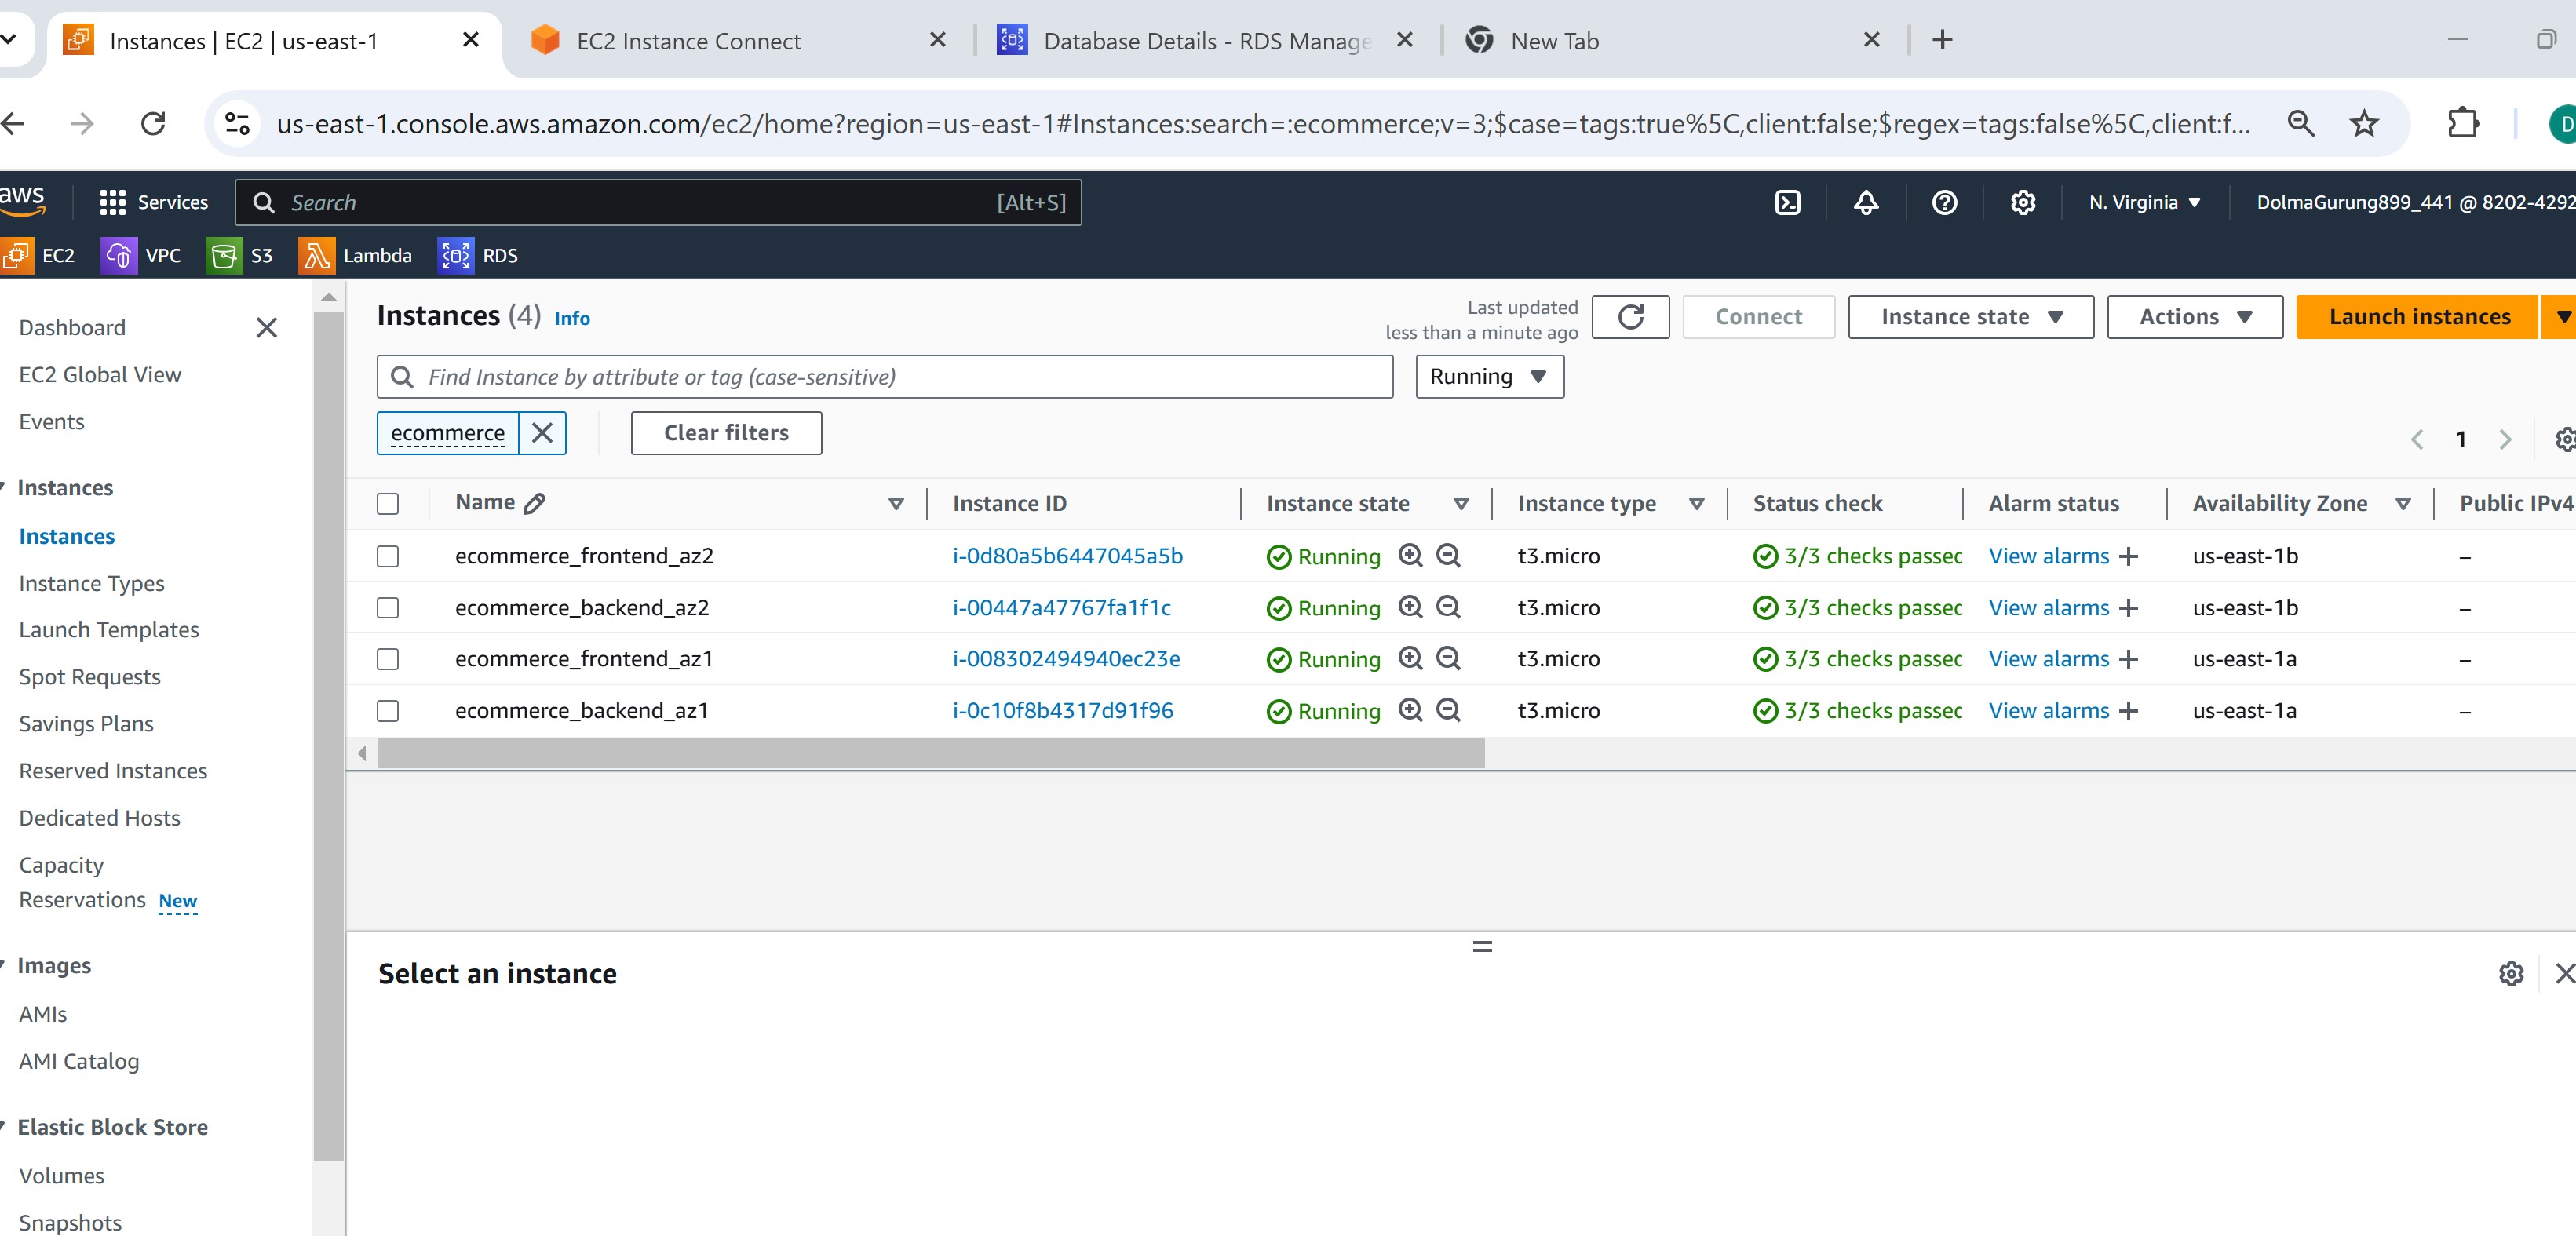 Instances | EC2 | us-east-1
EC2 Instance Connect
Database Details - RDS Manage
New Tab
us-east-1.console.aws.amazon.com/ec2/home?region=us-east-1#Instances:search=:ecommerce;v=3;$case=tags:true%5C,client:false;$regex=tags:false%5C,client:f...
D
aws
Services
Search
[Alt+S]
N. Virginia
DolmaGurung899_441 @ 8202-4292
EC2 VPC S3 Lambda RDS
Dashboard
EC2 Global View
Events
Instances
Instances
Instance Types
Launch Templates
Spot Requests
Savings Plans
Reserved Instances
Dedicated Hosts
Capacity
Reservations New
Images
AMIs
AMI Catalog
Elastic Block Store
Volumes
Snapshots
Instances (4) Info
Last updated
less than a minute ago
Connect
Instance state
Actions
Launch instances
Find Instance by attribute or tag (case-sensitive)
Running
ecommerce
Clear filters
1
Name Instance ID Instance state Instance type Status check Alarm status Availability Zone Public IPv4
ecommerce_frontend_az2 i-0d80a5b6447045a5b Running t3.micro 3/3 checks passed View alarms + us-east-1b –
ecommerce_backend_az2 i-00447a47767fa1f1c Running t3.micro 3/3 checks passed View alarms + us-east-1b –
ecommerce_frontend_az1 i-008302494940ec23e Running t3.micro 3/3 checks passed View alarms + us-east-1a –
ecommerce_backend_az1 i-0c10f8b4317d91f96 Running t3.micro 3/3 checks passed View alarms + us-east-1a –
Select an instance